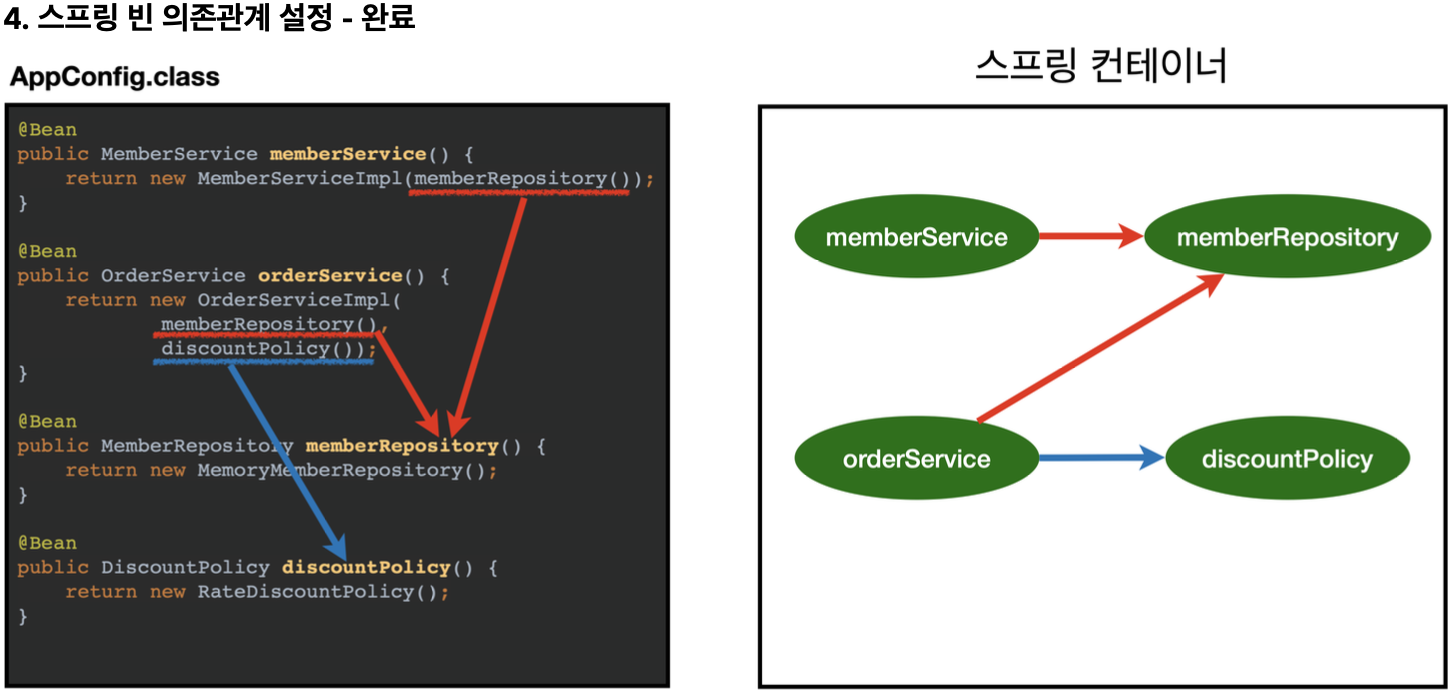 4. 스프링 빈 의존관계 설정 - 완료
AppConfig.class
@Bean
public MemberService memberService() {
    return new MemberServiceImpl(memberRepository());
}
@Bean
public OrderService orderService() {
    return new OrderServiceImpl(
            memberRepository(),
            discountPolicy());
}
@Bean
public MemberRepository memberRepository() {
    return new MemoryMemberRepository();
}
@Bean
public DiscountPolicy discountPolicy() {
    return new RateDiscountPolicy();
}
스프링 컨테이너
memberService
memberRepository
orderService
discountPolicy